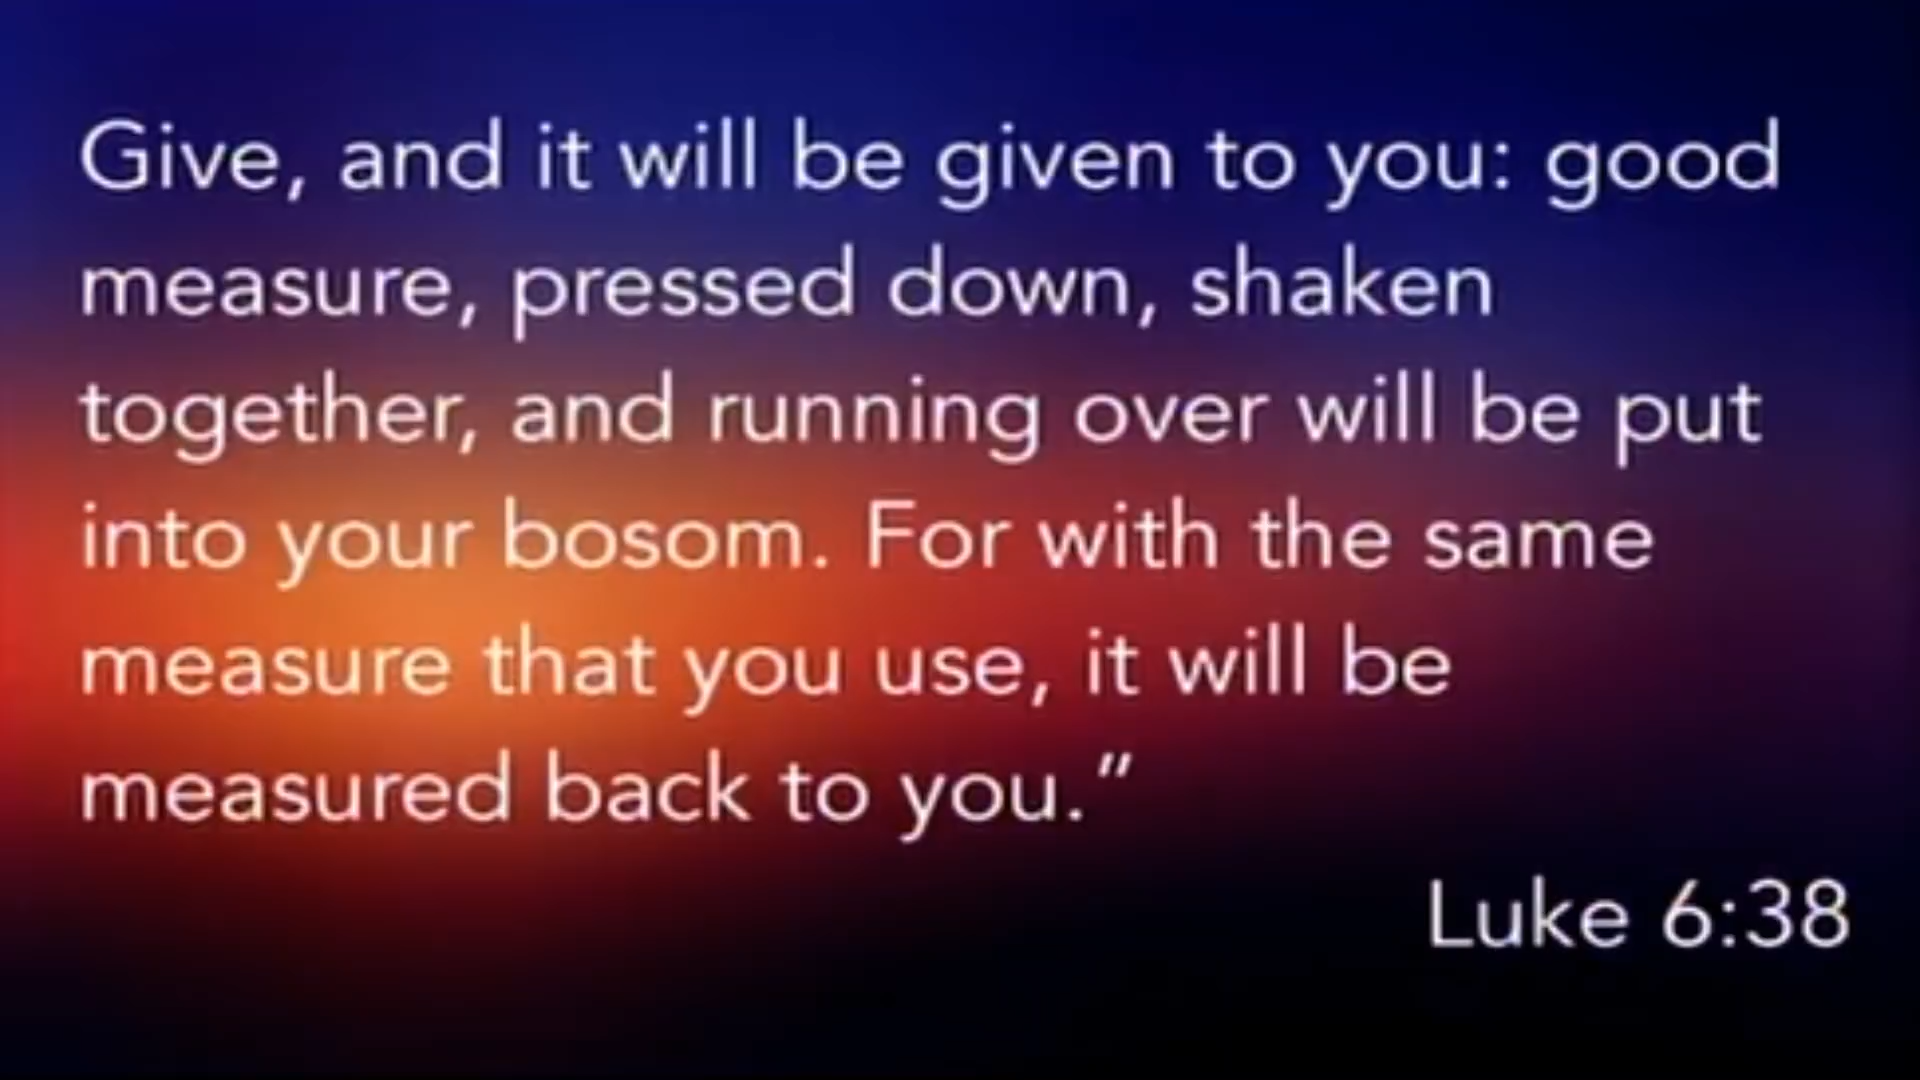 Give, and it will be given to you: good
measure, pressed down, shaken
together, and running over will be put
into your bosom. For with the same
measure that you use, it will be
measured back to you.”
Luke 6:38